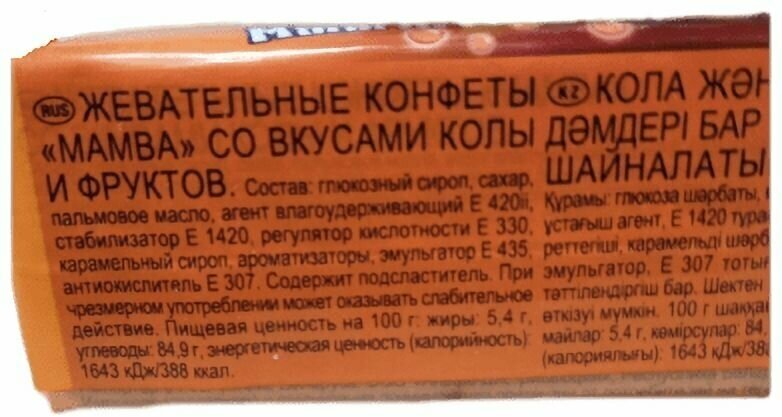 RUS ЖЕВАТЕЛЬНЫЕ КОНФЕТЫ
«МАМВА» СО ВКУСАМИ КОЛЫ
И ФРУКТОВ. Состав: глюкозный сироп, сахар,
пальмовое масло, агент влагоудерживающий Е 420ii,
стабилизатор Е 1420, регулятор кислотности Е 330,
карамельный сироп, ароматизаторы, эмульгатор Е 435,
антиокислитель Е 307. Содержит подсластитель. При
чрезмерном употреблении может оказывать слабительное
действие. Пищевая ценность на 100 г: жиры: 5,4 г,
углеводы: 84,9 г, энергетическая ценность (калорийность):
1643 кДж/388 ккал.
KZ КОЛА ЖӘН
ДӘМДЕРІ БАР
ШАЙНАЛАТЫ
Құрамы: глюкоза шәрбаты,
ұстағыш агент, Е 1420 тұра
реттегіші, карамельді шәрб
эмульгатор, Е 307 тотығ
тәттілендіргіш бар. Шектен
өткізуі мүмкін. 100 г шаққа
майлар: 5,4 г, көмірсулар: 84,
(калориялығы): 1643 кДж/38